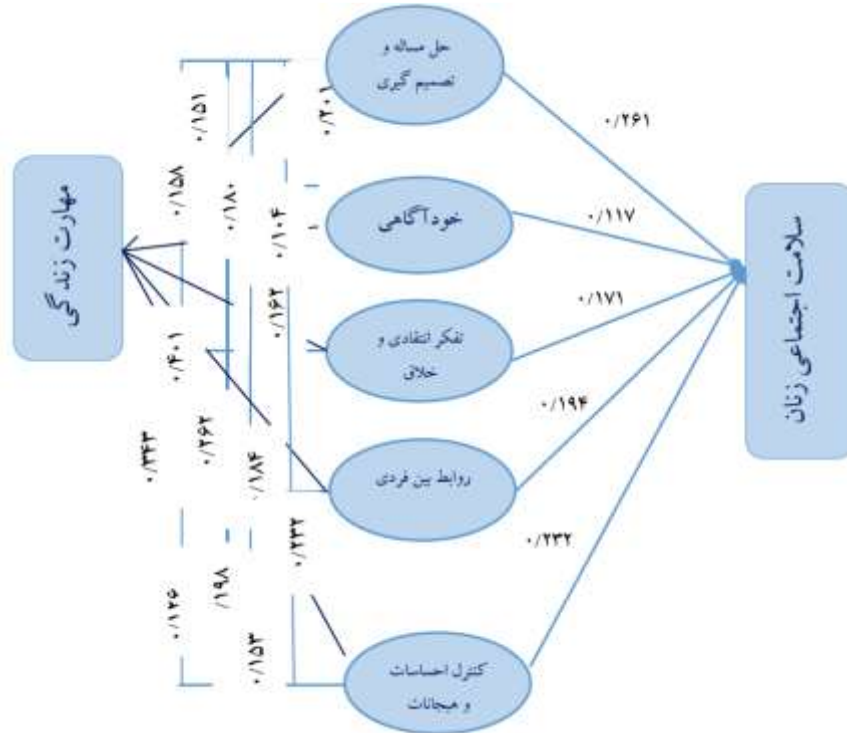 حل مساله و
تصمیم گیری
۰/۲۶۱
۰/۲۰۱
۰/۱۵۱
مهارت زندگی
۰/۱۵۸
۰/۱۸۰
۰/۱۰۴
خودآگاهی
۰/۱۱۷
سلامت اجتماعی زنان
۰/۱۶۲
۰/۱۷۱
تفکر انتقادی و
خلاق
۰/۴۰۱
۰/۱۹۴
۰/۳۴۳
۰/۲۶۲
۰/۱۸۴
روابط بین فردی
۰/۲۳۲
۰/۲۳۲
۰/۱۲۶
/۱۹۸
۰/۱۵۳
کنترل احساسات
و هیجانات